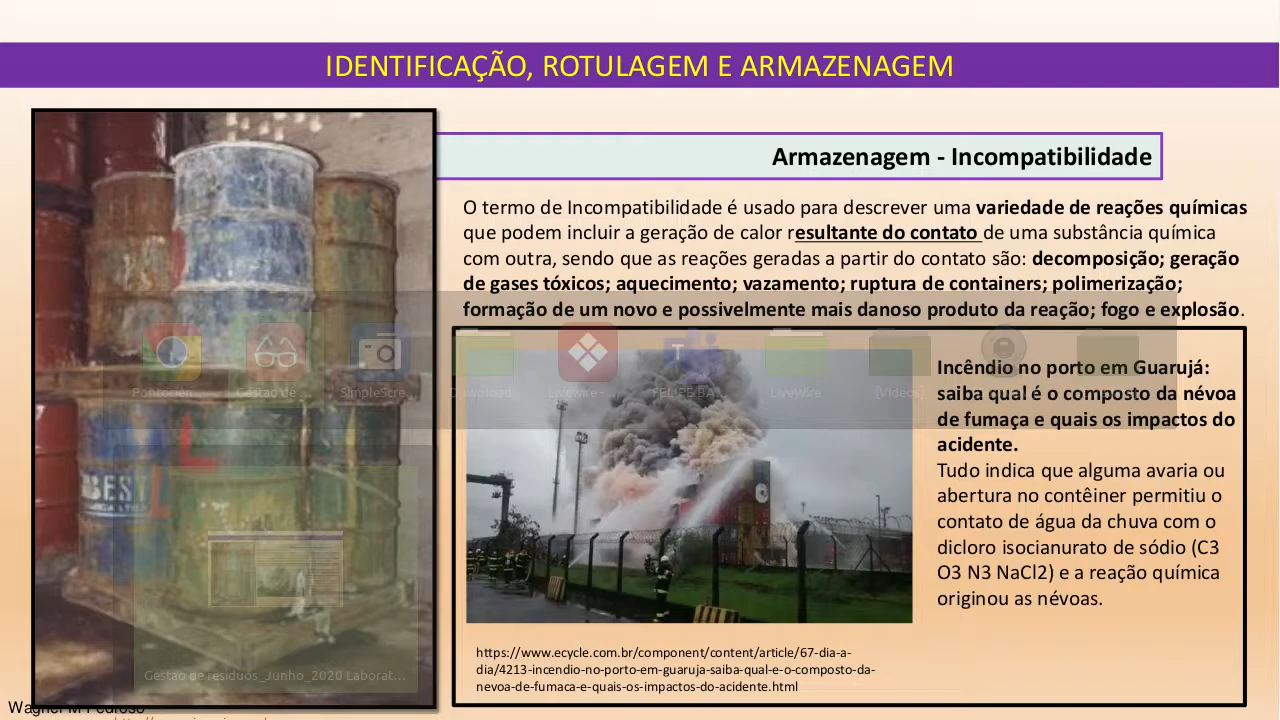 IDENTIFICAÇÃO, ROTULAGEM E ARMAZENAGEM
Armazenagem - Incompatibilidade
O termo de Incompatibilidade é usado para descrever uma variedade de reações químicas
que podem incluir a geração de calor resultante do contato de uma substância química
com outra, sendo que as reações geradas a partir do contato são: decomposição; geração
de gases tóxicos; aquecimento; vazamento; ruptura de containers; polimerização;
formação de um novo e possivelmente mais danoso produto da reação; fogo e explosão.
Gestão de ...
SimpleScre...
Download
Livewire - ...
FELIPE BA...
LiveWire
[Vídeos]
Incêndio no porto em Guarujá:
saiba qual é o composto da névoa
de fumaça e quais os impactos do
acidente.
Tudo indica que alguma avaria ou
abertura no contêiner permitiu o
contato de água da chuva com o
dicloro isocianurato de sódio (C3
O3 N3 NaCl2) e a reação química
originou as névoas.
BEST
https://www.ecycle.com.br/component/content/article/67-dia-a-
dia/4213-incendio-no-porto-em-guaruja-saiba-qual-e-o-composto-da-
nevoa-de-fumaca-e-quais-os-impactos-do-acidente.html
Gestão de resíduos_Junho_2020 Laborat...
Wagner M Pedroso